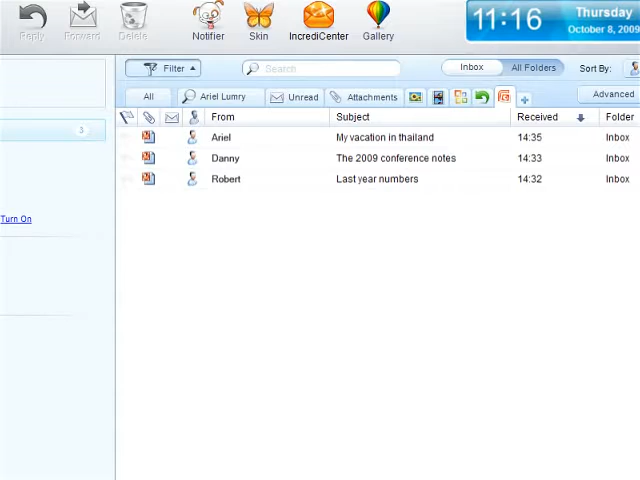 11:16 Thursday
October 8, 2009
Reply Forward Delete Notifier Skin IncrediCenter Gallery
Filter Search Inbox All Folders Sort By:
All Ariel Lumry Unread Attachments Advanced
From Subject Received Folder
3
Ariel My vacation in thailand 14:35 Inbox
Danny The 2009 conference notes 14:33 Inbox
Robert Last year numbers 14:32 Inbox
Turn On